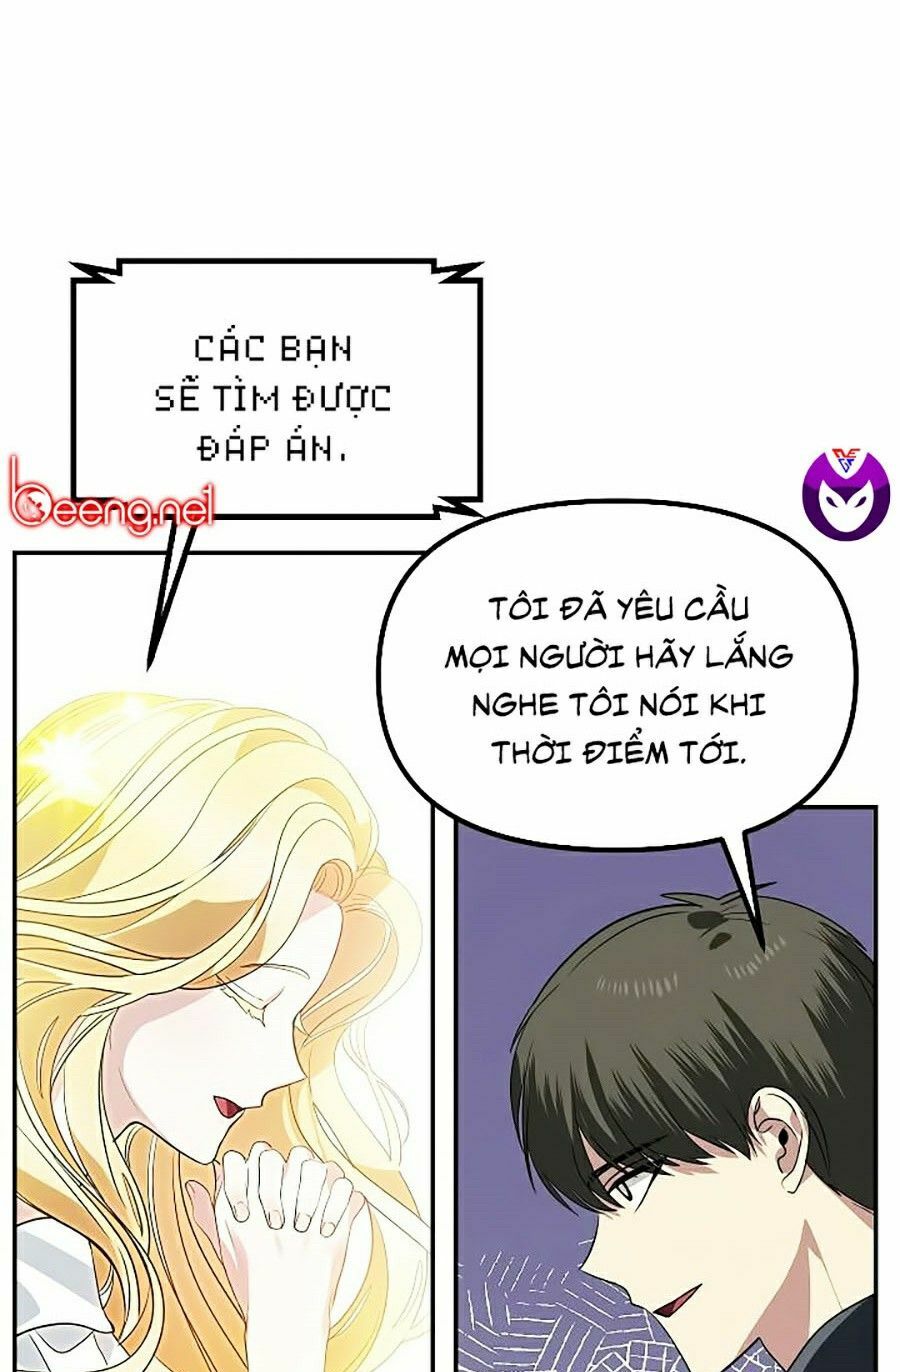 CÁC BẠN
SẼ TÌM ĐƯỢC
ĐÁP ÁN.
beeng.net
TÔI ĐÃ YÊU CẦU
MỌI NGƯỜI HÃY LẮNG
NGHE TÔI NÓI KHI
THỜI ĐIỂM TỚI.